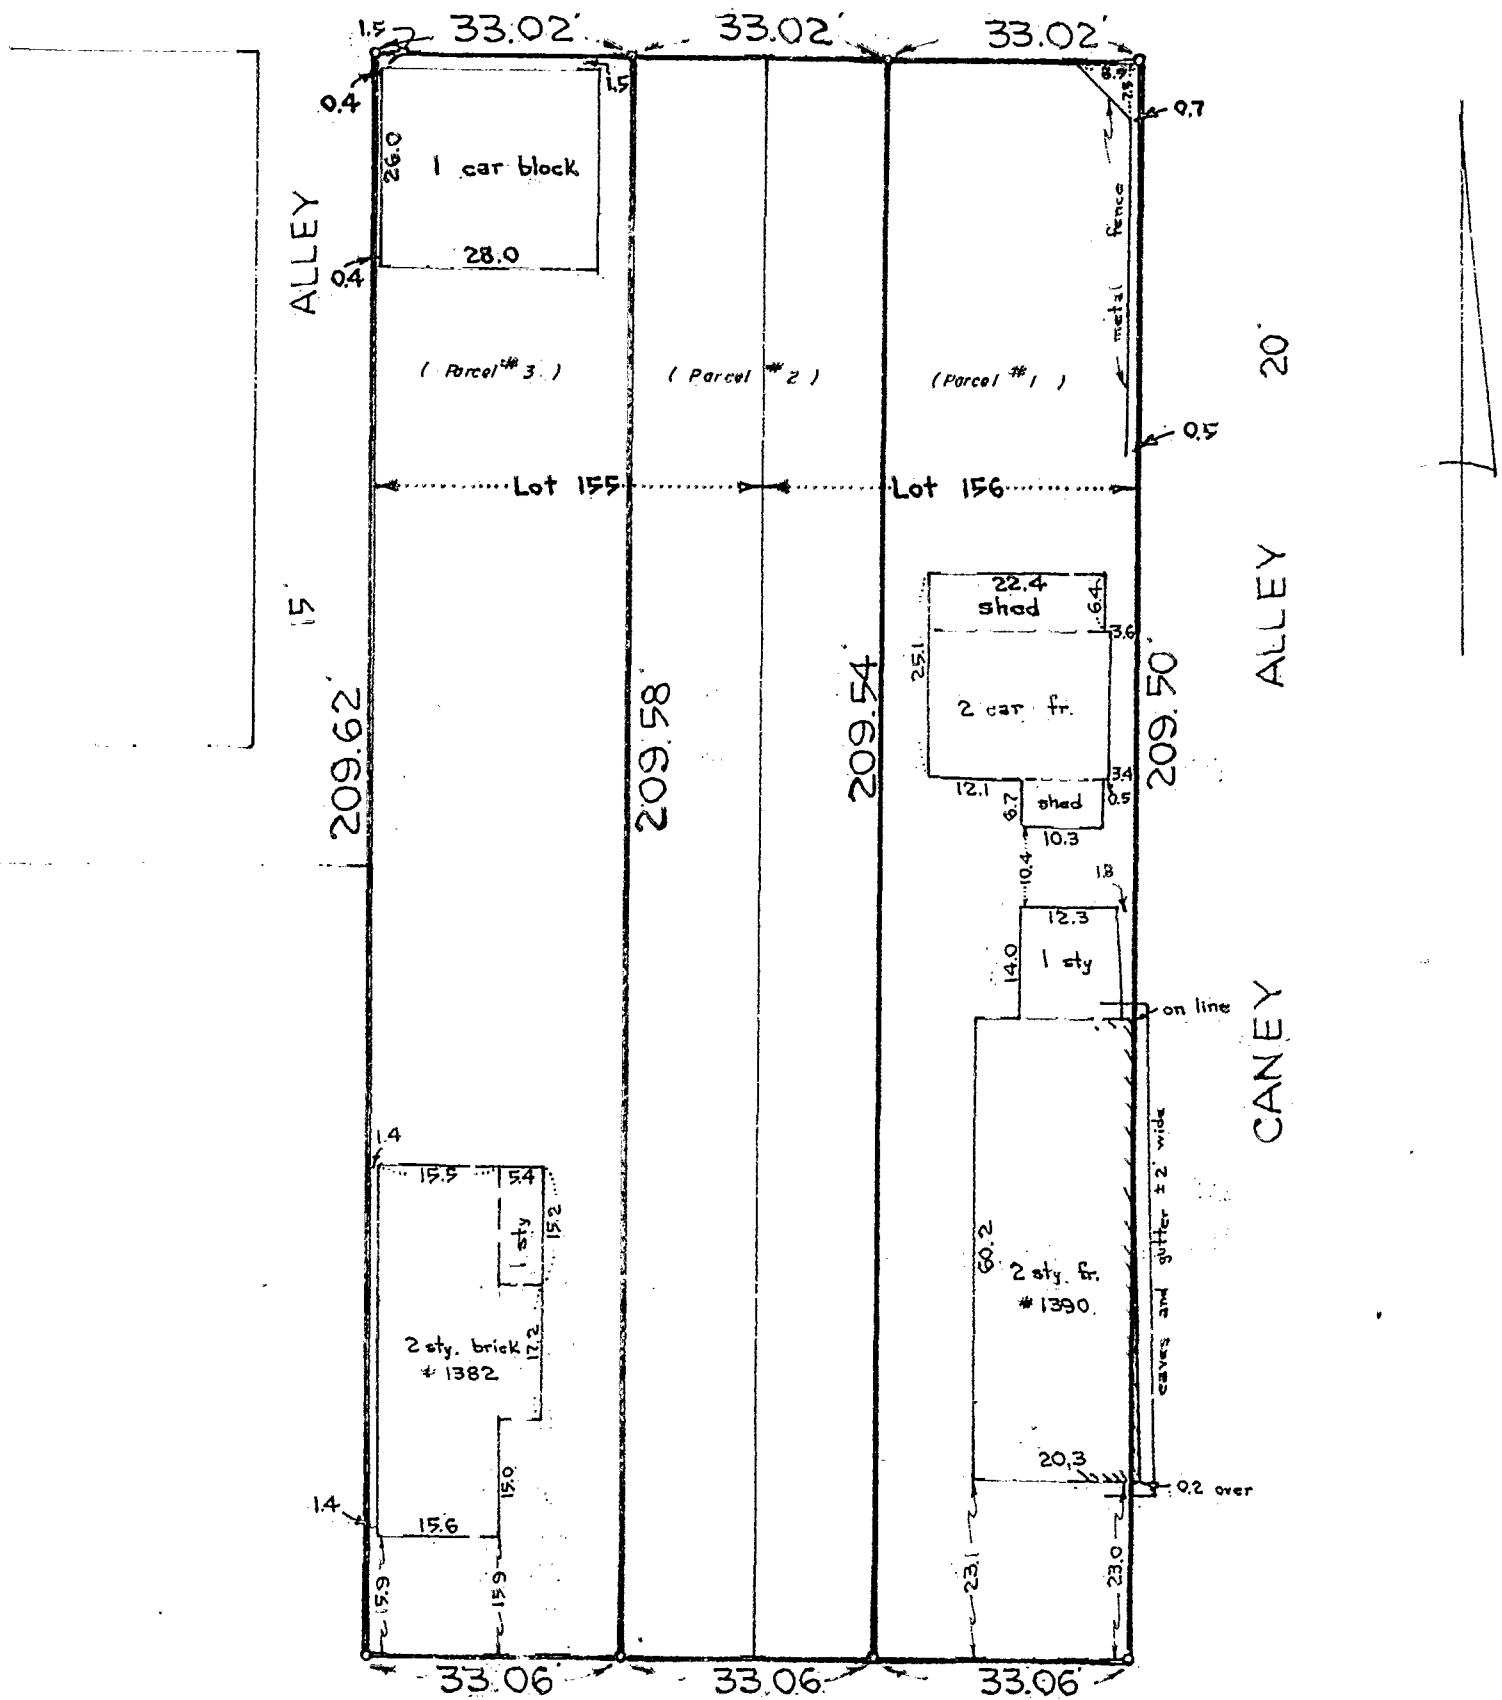 1.5
33.02'
33.02'
33.02'
0.4
1.5
8.9
7.5
0.7
26.0
1 car block
ALLEY
28.0
0.4
metal fence
20'
( Parcel #3 )
( Parcel #2 )
(Parcel #1 )
0.5
Lot 155
Lot 156
15'
22.4
shed
6.4
3.6
25.1
2 car fr.
ALLEY
209.62'
209.58'
209.54'
209.50'
3.4
12.1
6.7
shed
0.5
10.3
10.4
1.8
12.3
14.0
1 sty
on line
CANEY
1.4
15.5
5.4
15.2
1 sty
60.2
2 sty. fr.
#1390.
eaves and gutter ± 2' wide
2 sty. brick
# 1382
17.2
15.0
20.3
0.2 over
1.4
15.6
15.9
15.9
23.1
23.0
33.06'
33.06'
33.06'